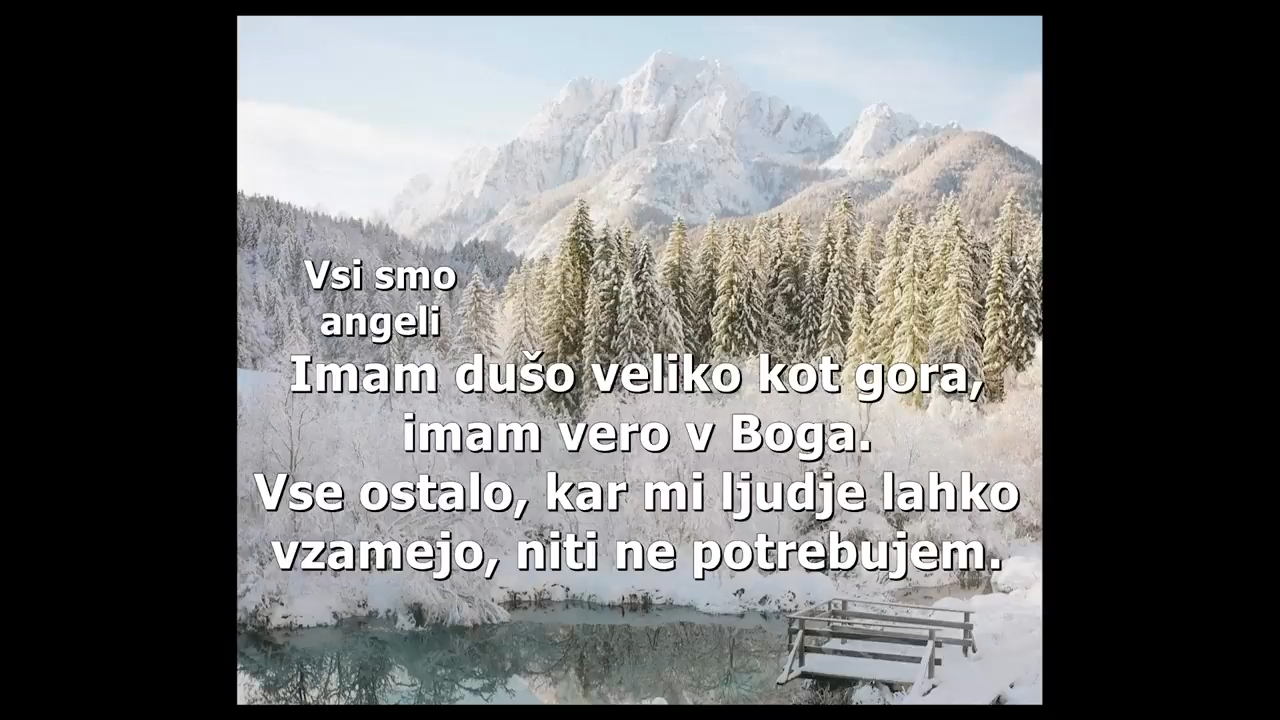 Vsi smo
angeli
Imam dušo veliko kot gora,
imam vero v Boga.
Vse ostalo, kar mi ljudje lahko
vzamejo, niti ne potrebujem.